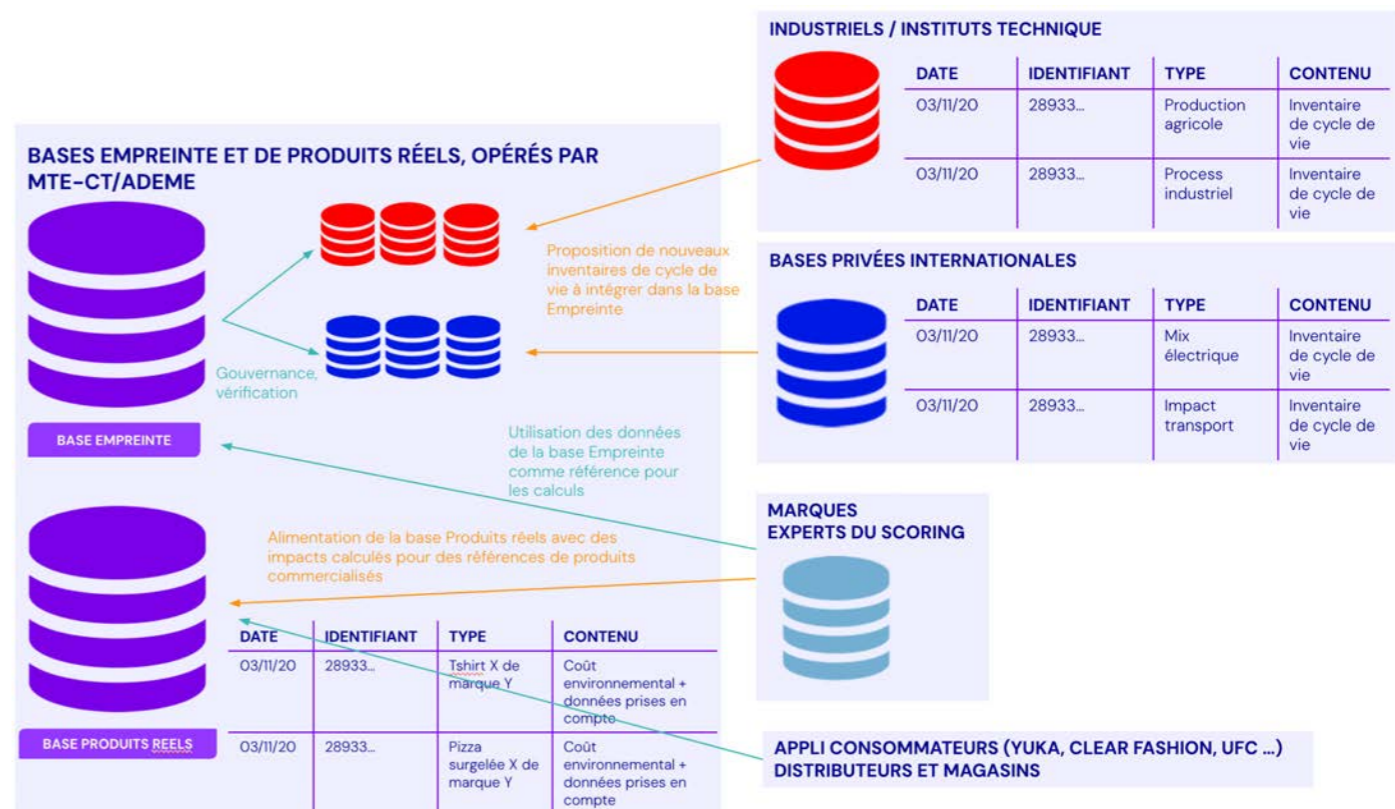 INDUSTRIELS / INSTITUTS TECHNIQUE
DATE IDENTIFIANT TYPE CONTENU
03/11/20 28933... Production Inventaire
agricole de cycle de
vie
03/11/20 28933... Process Inventaire
industriel de cycle de
vie
BASES EMPREINTE ET DE PRODUITS RÉELS, OPÉRÉS PAR
MTE-CT/ADEME
Proposition de nouveaux
inventaires de cycle de
vie à intégrer dans la base
Empreinte
BASES PRIVÉES INTERNATIONALES
DATE IDENTIFIANT TYPE CONTENU
03/11/20 28933... Mix Inventaire
électrique de cycle de
vie
03/11/20 28933... Impact Inventaire
transport de cycle de
vie
Gouvernance,
vérification
BASE EMPREINTE
Utilisation des données
de la base Empreinte
comme référence pour
les calculs
MARQUES
EXPERTS DU SCORING
Alimentation de la base Produits réels avec des
impacts calculés pour des références de produits
commercialisés
DATE IDENTIFIANT TYPE CONTENU
03/11/20 28933... Tshirt X de Coût
marque Y environnemental +
données prises en
compte
BASE PRODUITS REELS
03/11/20 28933... Pizza Coût
surgelée X de environnemental +
marque Y données prises en
compte
APPLI CONSOMMATEURS (YUKA, CLEAR FASHION, UFC ...)
DISTRIBUTEURS ET MAGASINS